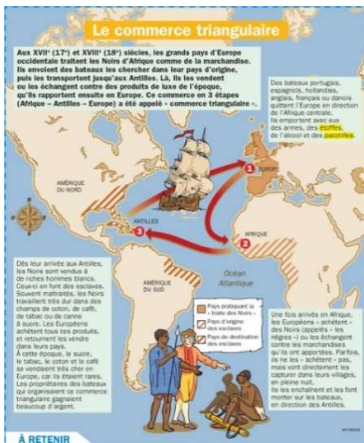 Le commerce triangulaire
Aux XVIIᵉ (17ᵉ) et XVIIIᵉ (18ᵉ) siècles, les grands pays d'Europe
occidentale traitent les Noirs d'Afrique comme de la marchandise.
Ils envoient des bateaux les chercher dans leur pays d'origine,
puis les transportent jusqu'aux Antilles. Là, ils les vendent
ou les échangent contre des produits de luxe de l'époque,
qu'ils rapportent ensuite en Europe. Ce commerce en 3 étapes
(Afrique – Antilles – Europe) a été appelé « commerce triangulaire ».
Des bateaux portugais,
espagnols, hollandais,
anglais, français ou danois
quittent l'Europe en direction
de l'Afrique centrale.
Ils emportent avec eux
des armes, des étoffes,
de l'alcool et des pacotilles.
1
EUROPE
AMÉRIQUE
DU NORD
ANTILLES
3
AFRIQUE
2
Dès leur arrivée aux Antilles,
les Noirs sont vendus à
de riches hommes blancs.
Ceux-ci en font des esclaves.
Souvent maltraités, les Noirs
travaillent très dur dans des
champs de coton, de café,
de tabac ou de canne
à sucre. Les Européens
achètent tous ces produits,
et retournent les vendre
dans leurs pays.
À cette époque, le sucre,
le tabac, le coton et le café
se vendaient très cher en
Europe, car ils étaient rares.
Les propriétaires des bateaux
qui organisaient ce commerce
triangulaire gagnaient
beaucoup d'argent.
AMÉRIQUE
DU SUD
Océan
Atlantique
Pays pratiquant la
« traite des Noirs »
Pays d'origine
des esclaves
Pays de destination
des esclaves
Une fois arrivés en Afrique,
les Européens « achètent »
des Noirs (appelés « les
nègres ») ou les échangent
contre les marchandises
qu'ils ont apportées. Parfois,
ils ne les « achètent » pas,
mais vont directement les
capturer dans leurs villages,
en pleine nuit.
Ils les enchaînent et les font
monter sur les bateaux,
en direction des Antilles.
À RETENIR